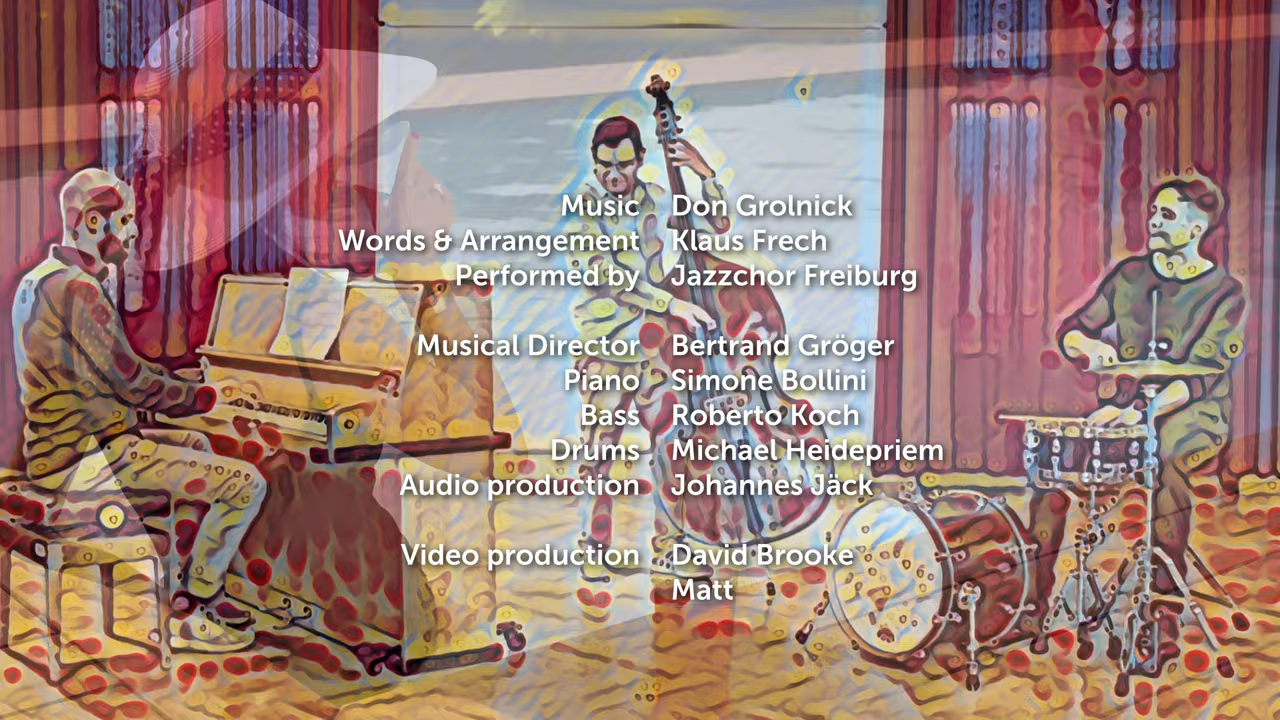 Music Don Grolnick
Words & Arrangement Klaus Frech
Performed by Jazzchor Freiburg
Musical Director Bertrand Gröger
Piano Simone Bollini
Bass Roberto Koch
Drums Michael Heidepriem
Audio production Johannes Jäck
Video production David Brooke
Matt